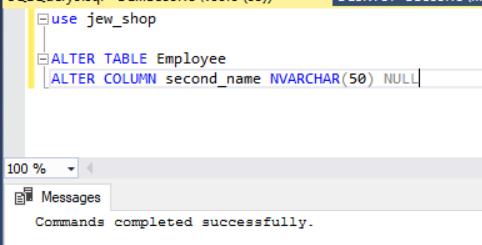 use jew_shop
ALTER TABLE Employee
ALTER COLUMN second_name NVARCHAR(50) NULL
100 %
Messages
Commands completed successfully.